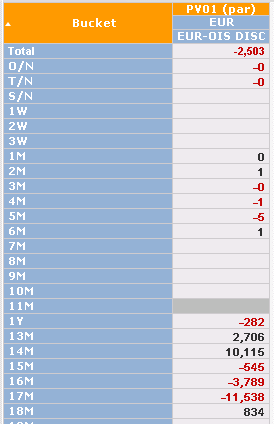 PV01 (par)
Bucket EUR
EUR-OIS DISC
Total -2,503
O/N -0
T/N -0
S/N
1W
2W
3W
1M 0
2M 1
3M -0
4M -1
5M -5
6M 1
7M
8M
9M
10M
11M
1Y -282
13M 2,706
14M 10,115
15M -545
16M -3,789
17M -11,538
18M 834